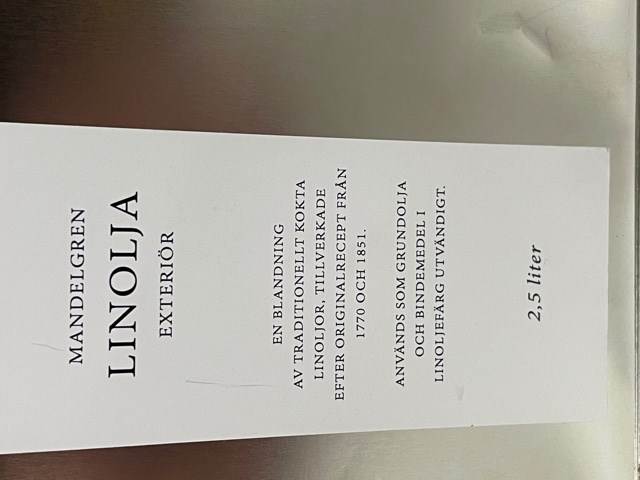 MANDELGREN
LINOLJA
EXTERIÖR
EN BLANDNING
AV TRADITIONELLT KOKTA
LINOLJOR, TILLVERKADE
EFTER ORIGINALRECEPT FRÅN
1770 OCH 1851.
ANVÄNDS SOM GRUNDOLJA
OCH BINDEMEDEL I
LINOLJEFÄRG UTVÄNDIGT.
2,5 liter